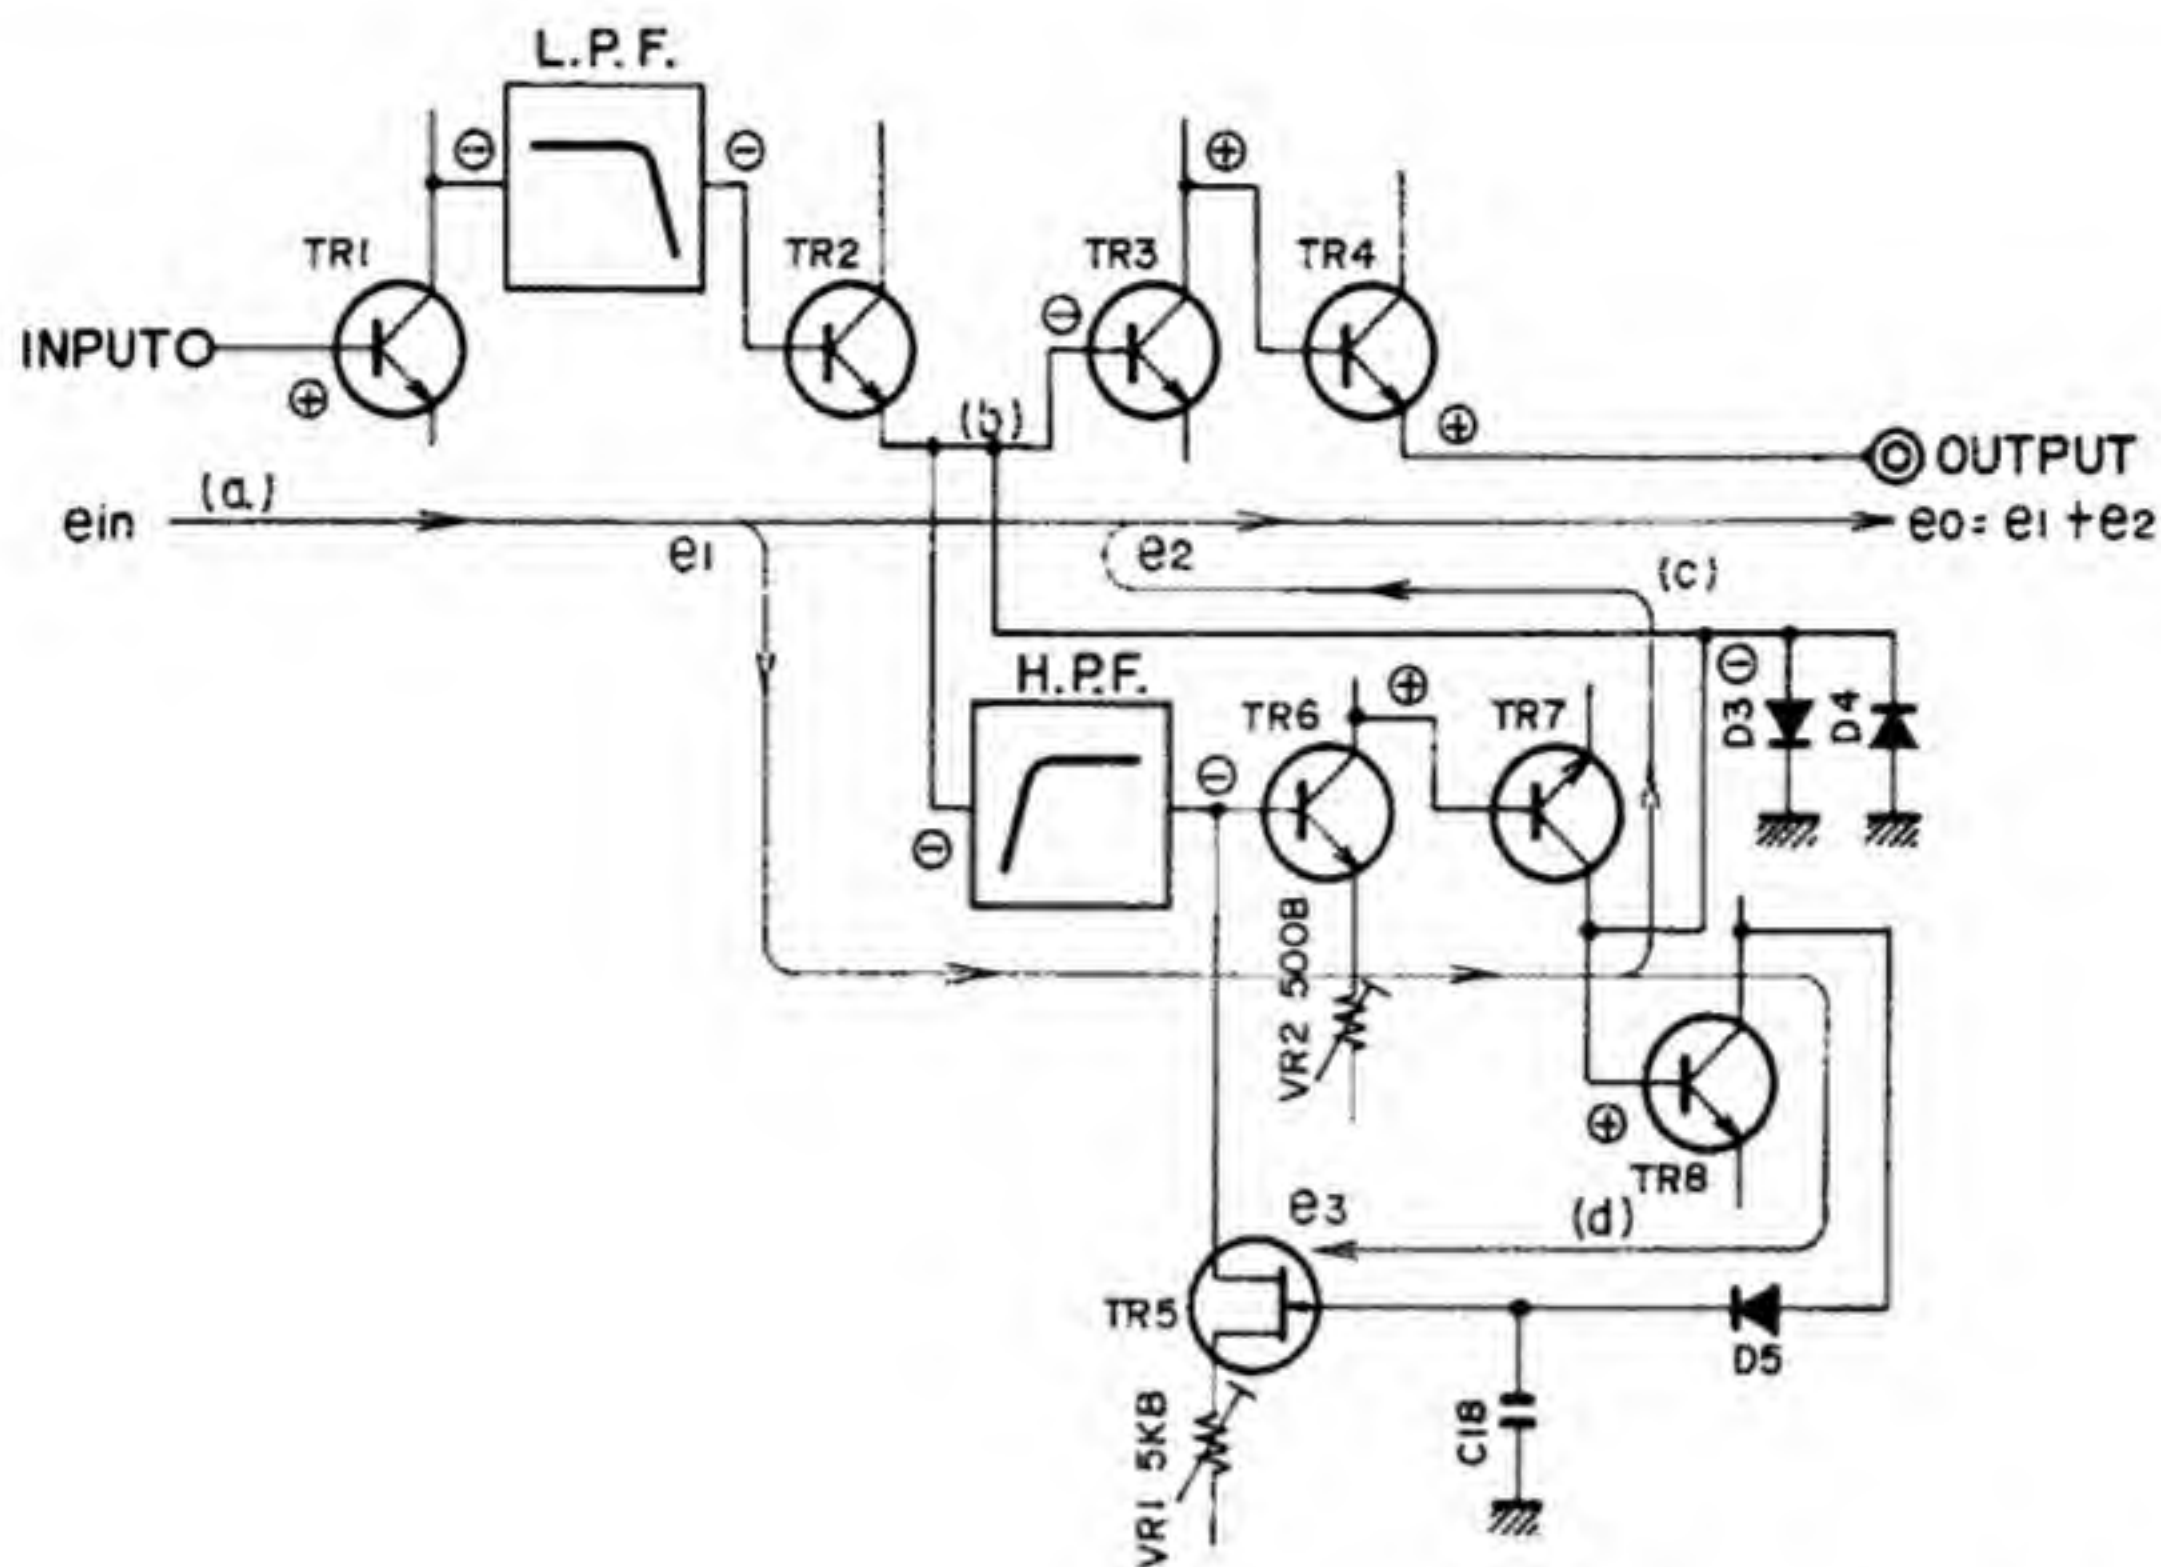 L.P.F.
⊖
⊖
⊕
TR1
TR2
TR3
TR4
⊖
INPUT
⊕
(b)
⊕
OUTPUT
ein
(a)
e1
e2
eo = e1 + e2
(c)
H.P.F.
⊕
⊖
TR6
TR7
D3
D4
⊖
⊖
VR2 500B
⊕
TR8
e3
(d)
TR5
D5
VR1 5KB
C18